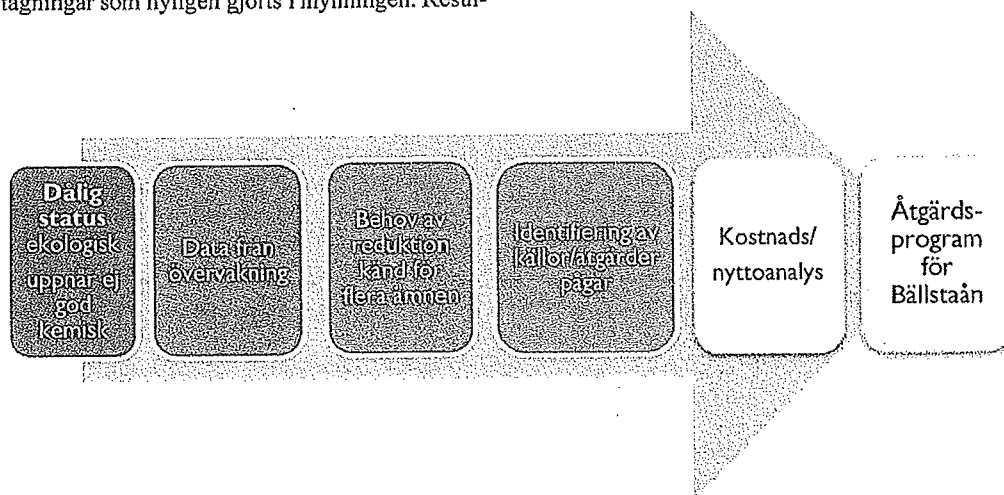 tagningar som nyligen gjorts i mynningen. Resul-
Dålig
status
ekologisk
uppnår ej
god
kemisk
Data från
övervakning
Behov av
reduktion
känd för
flera ämnen
Identifiering av
källor/åtgärder
pågår
Kostnads/
nyttoanalys
Åtgärds-
program
för
Bällstaån